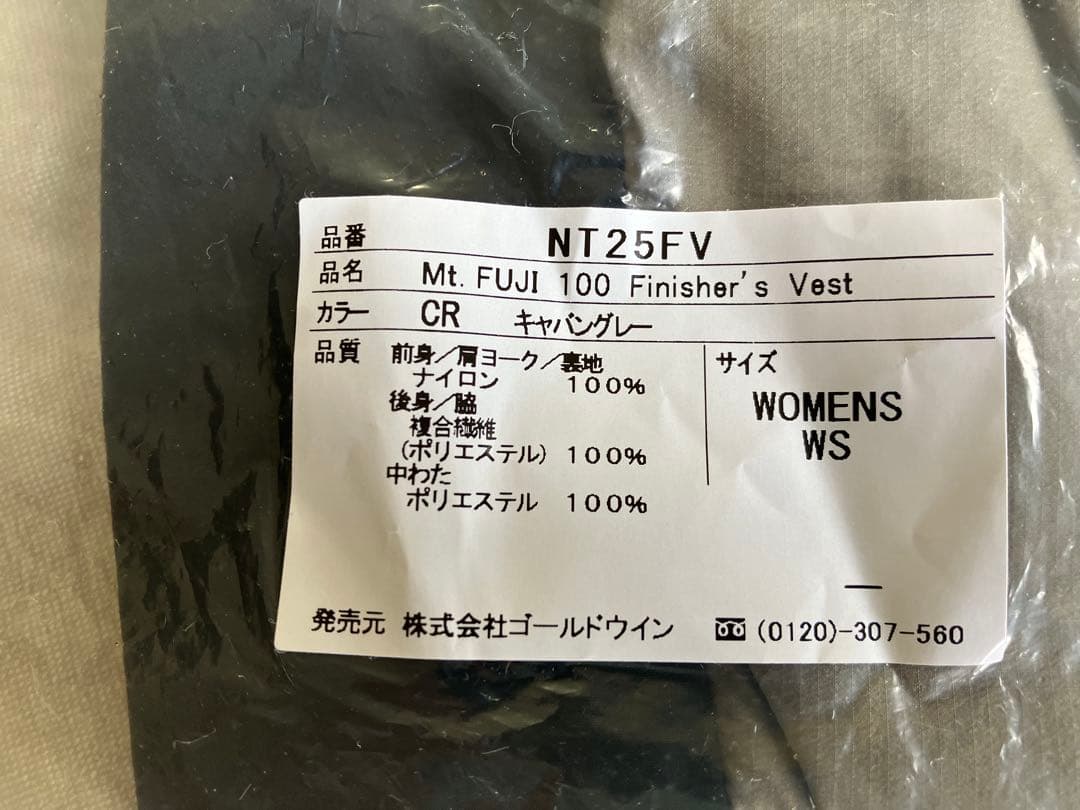 品番 NT25FV
品名 Mt. FUJI 100 Finisher's Vest
カラー CR キャバングレー
品質 前身／肩ヨーク／裏地
ナイロン 100%
後身／脇
複合繊維
(ポリエステル) 100%
中わた
ポリエステル 100%
サイズ
WOMENS
WS
—
発売元 株式会社ゴールドウイン (0120)-307-560